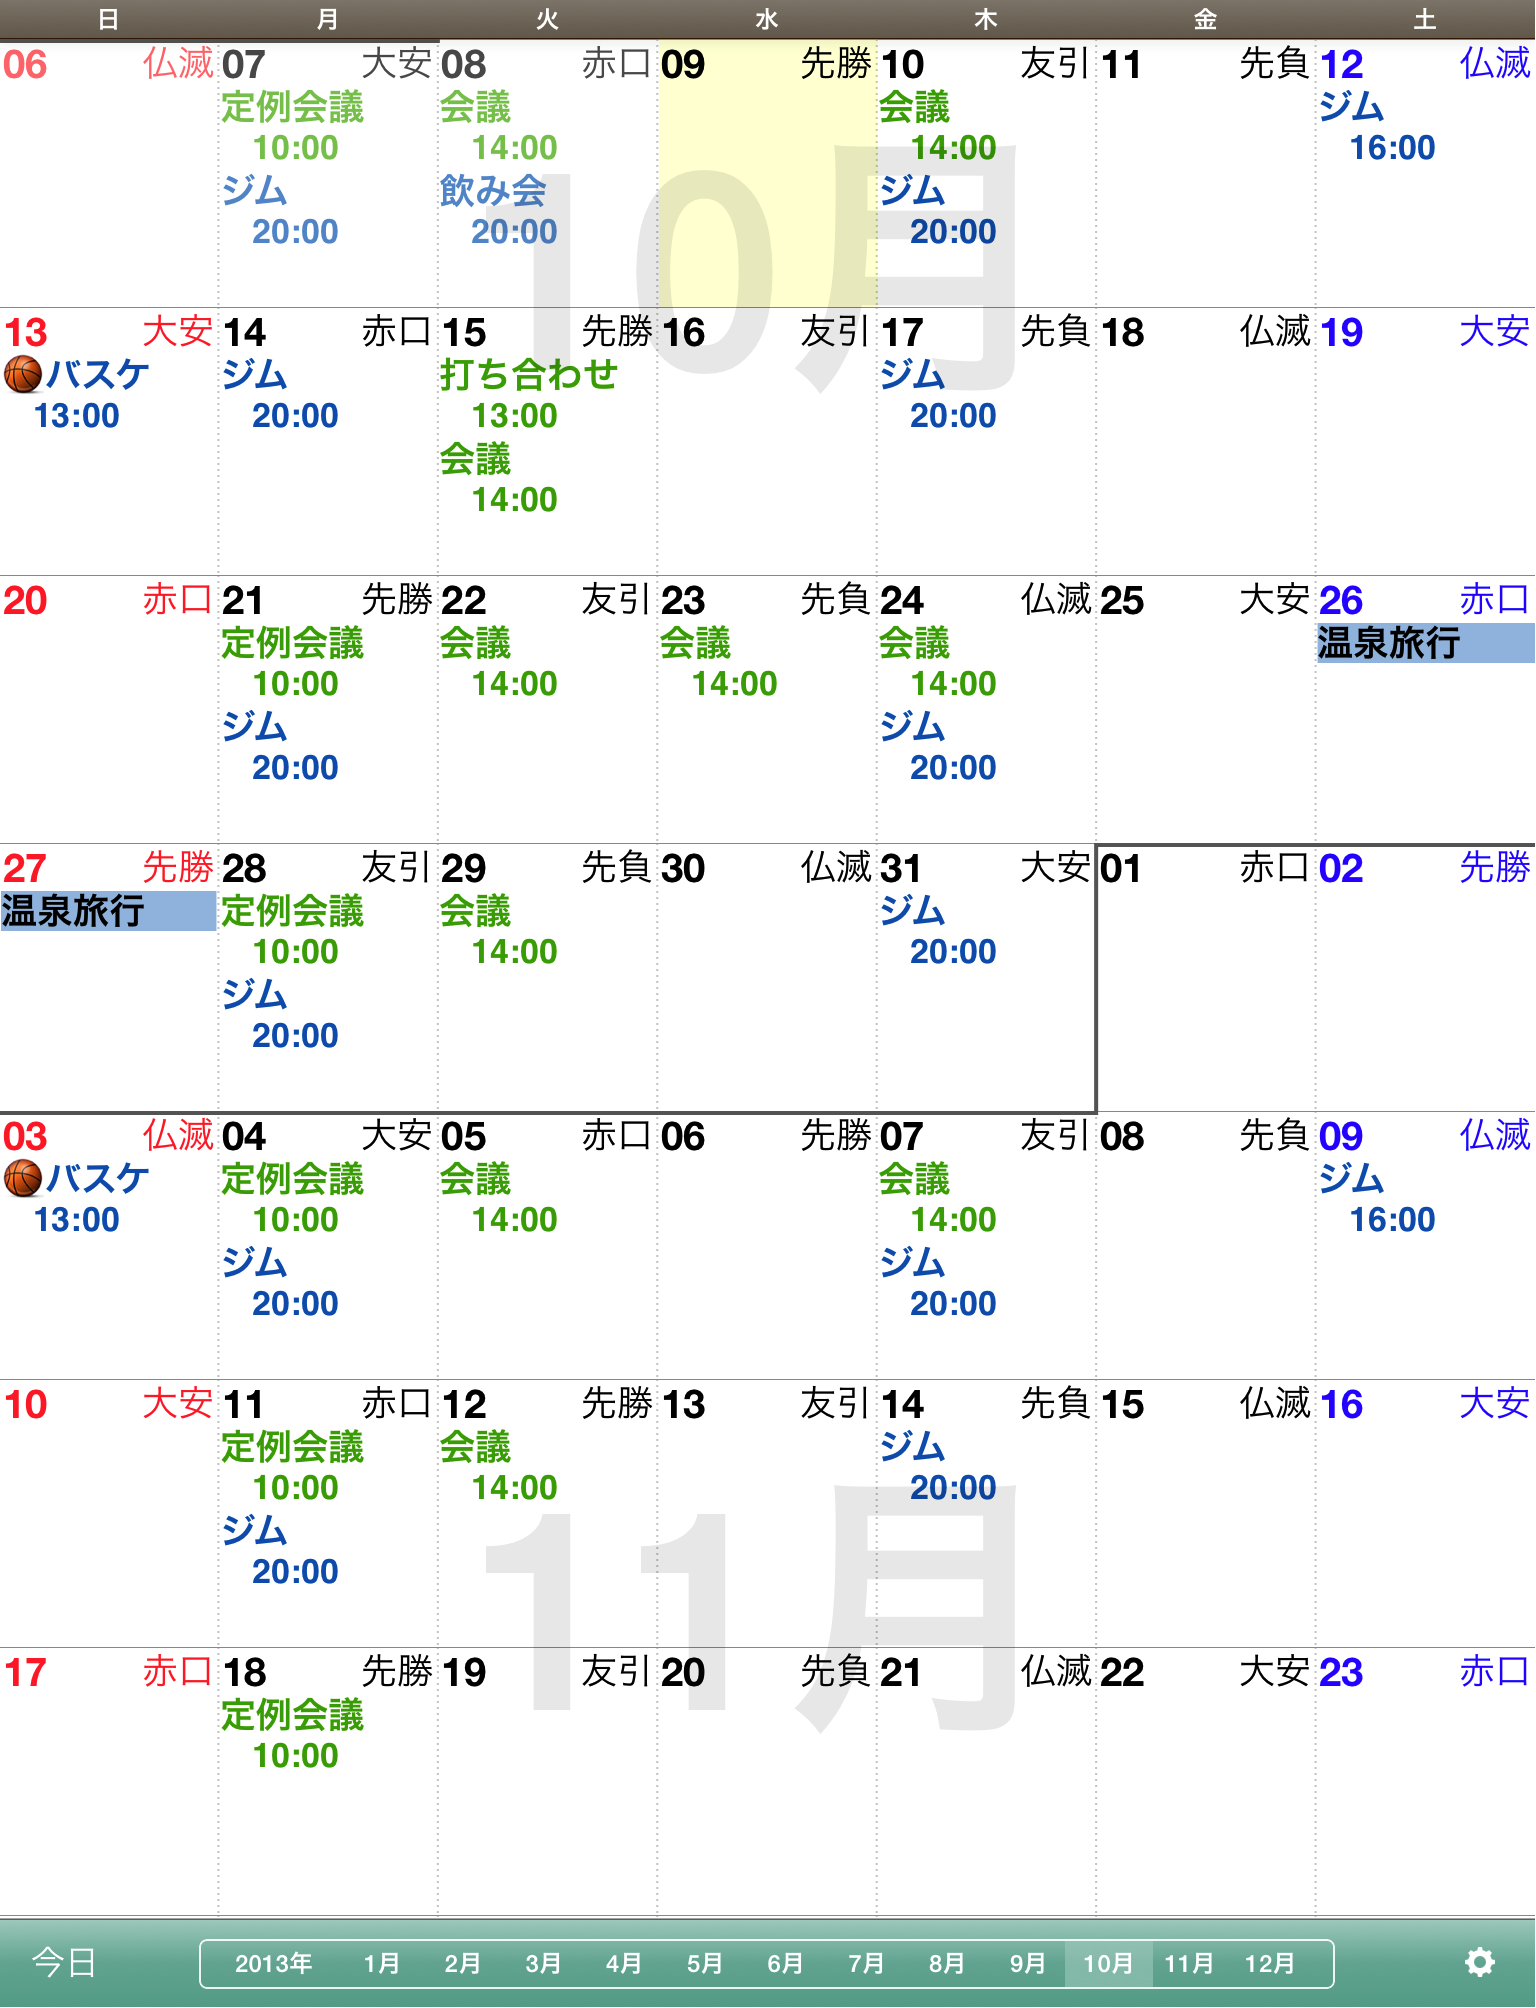 日 月 火 水 木 金 土
06 仏滅 07 大安 08 赤口 09 先勝 10 友引 11 先負 12 仏滅
定例会議 会議 会議 ジム
10:00 14:00 14:00 16:00
ジム 飲み会 ジム
20:00 20:00 20:00
10月
13 大安 14 赤口 15 先勝 16 友引 17 先負 18 仏滅 19 大安
バスケ ジム 打ち合わせ ジム
13:00 20:00 13:00 20:00
会議
14:00
20 赤口 21 先勝 22 友引 23 先負 24 仏滅 25 大安 26 赤口
定例会議 会議 会議 会議 温泉旅行
10:00 14:00 14:00 14:00
ジム ジム
20:00 20:00
27 先勝 28 友引 29 先負 30 仏滅 31 大安 01 赤口 02 先勝
温泉旅行 定例会議 会議 ジム
10:00 14:00 20:00
ジム
20:00
03 仏滅 04 大安 05 赤口 06 先勝 07 友引 08 先負 09 仏滅
バスケ 定例会議 会議 会議 ジム
13:00 10:00 14:00 14:00 16:00
ジム ジム
20:00 20:00
10 大安 11 赤口 12 先勝 13 友引 14 先負 15 仏滅 16 大安
定例会議 会議 ジム
10:00 14:00 20:00
ジム
20:00
11月
17 赤口 18 先勝 19 友引 20 先負 21 仏滅 22 大安 23 赤口
定例会議
10:00
今日 2013年 1月 2月 3月 4月 5月 6月 7月 8月 9月 10月 11月 12月